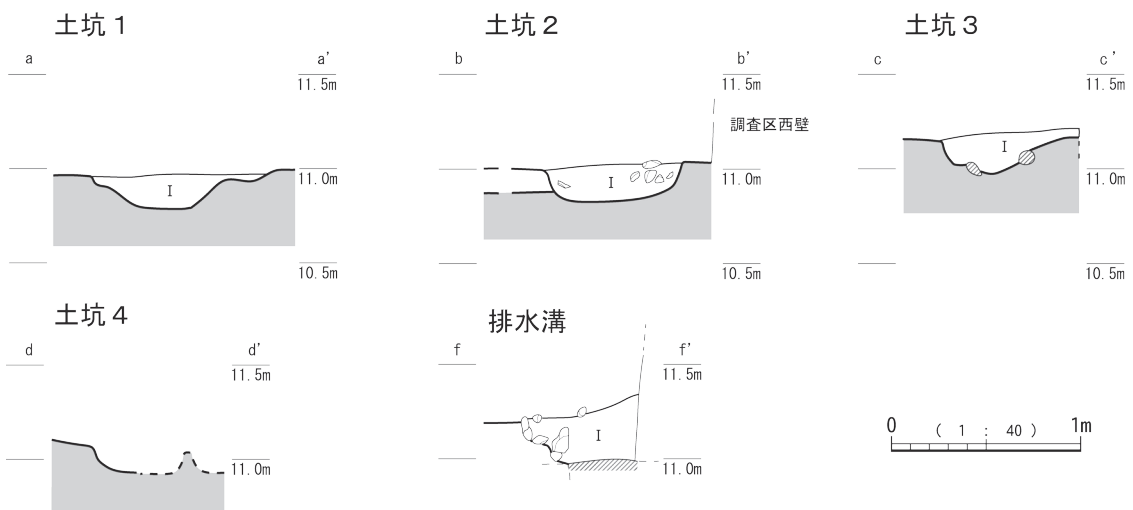 土坑１
a
a’
11.5m
I
11.0m
10.5m
土坑２
b
b’
11.5m
調査区西壁
I
11.0m
10.5m
土坑３
c
c’
11.5m
I
11.0m
10.5m
土坑４
d
d’
11.5m
11.0m
排水溝
f
f’
11.5m
I
11.0m
0
( 1 : 40 )
1m